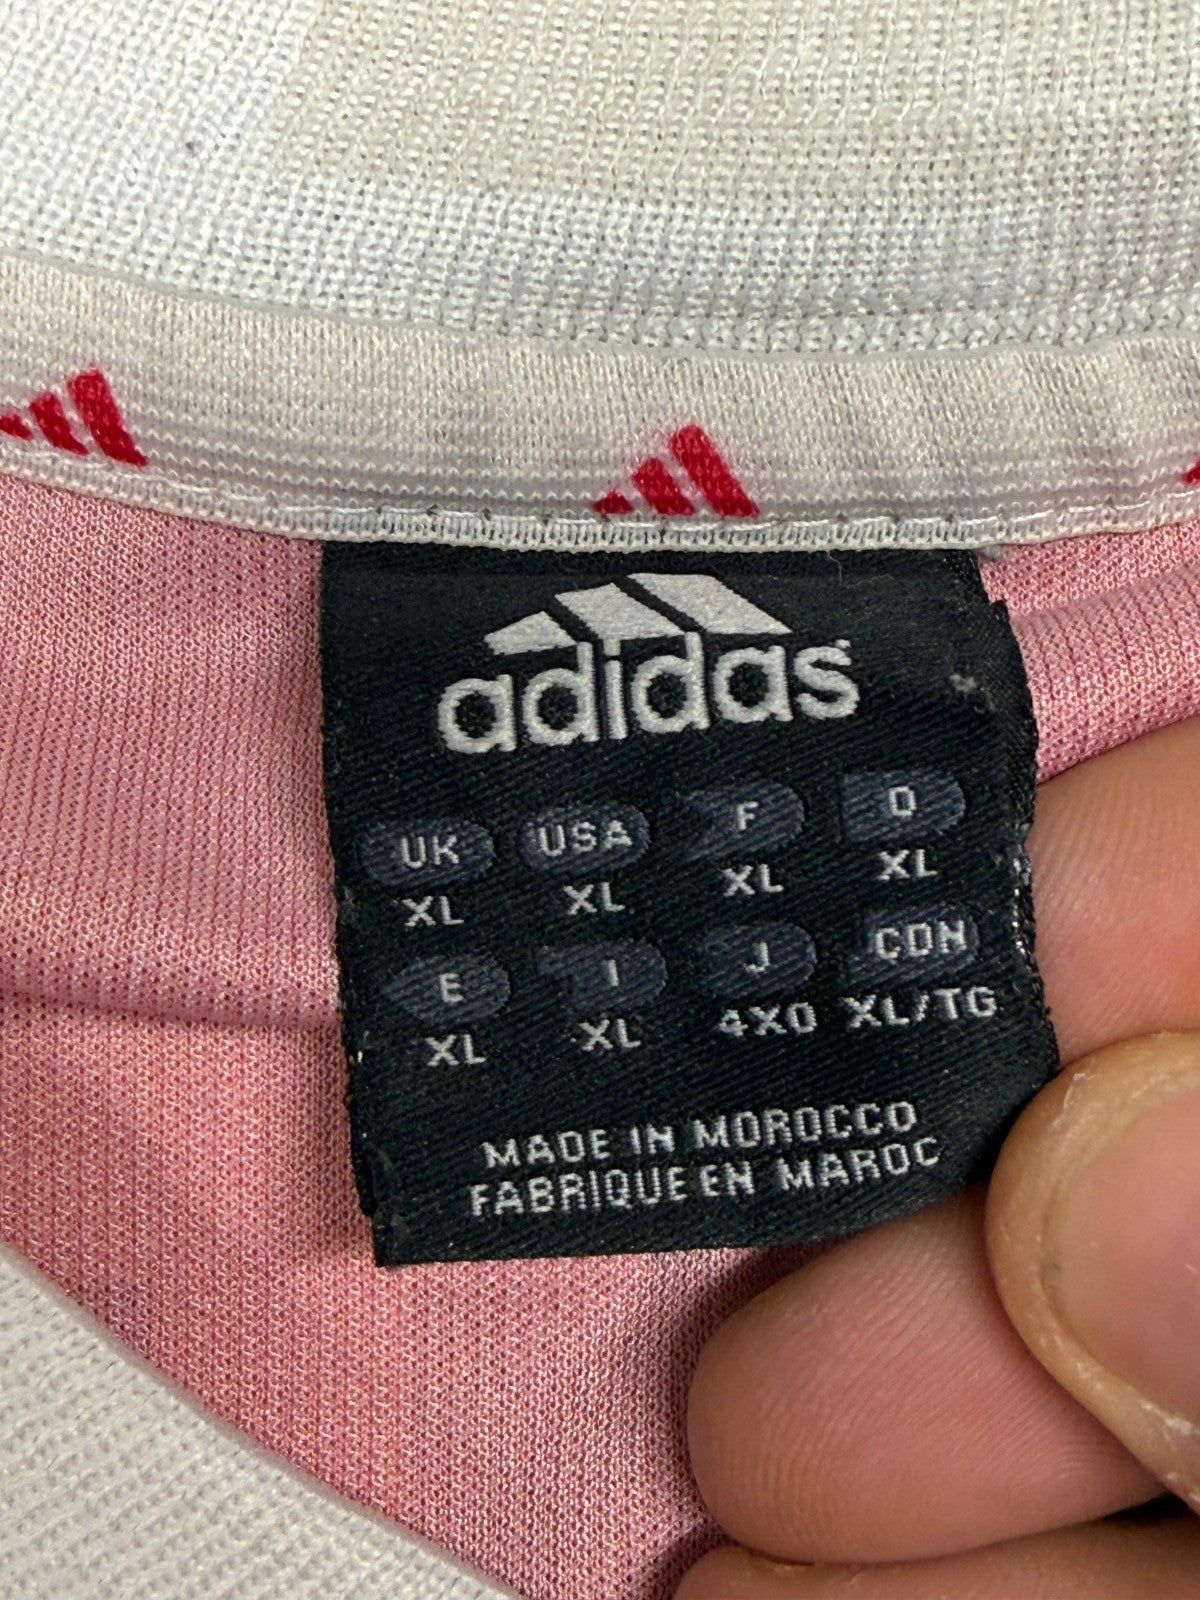 adidas
UK USA F D
XL XL XL XL
E I J CDN
XL XL 4XO XL/TG
MADE IN MOROCCO
FABRIQUE EN MAROC